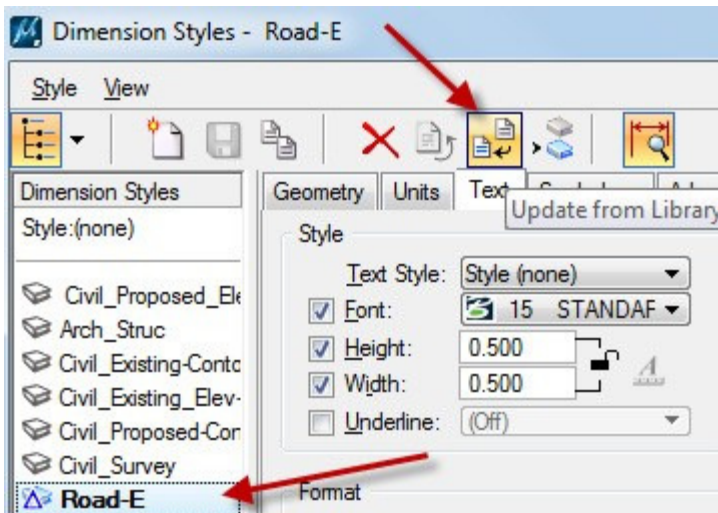 Dimension Styles - Road-E
Style View
Dimension Styles
Geometry Units Text
Update from Library
Style:(none)
Style
Text Style: Style (none)
Civil_Proposed_Ele
Font: 15 STANDAF
Arch_Struc
Height: 0.500
Civil_Existing-Conto
Width: 0.500
Civil_Existing_Elev-
Underline: (Off)
Civil_Proposed-Con
Civil_Survey
Road-E
Format